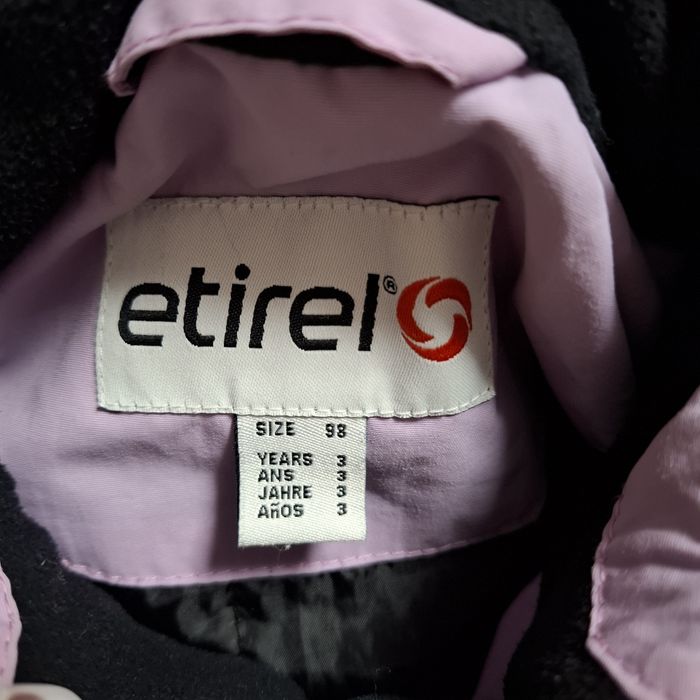 etirel®
SIZE 98
YEARS 3
ANS 3
JAHRE 3
AñOS 3